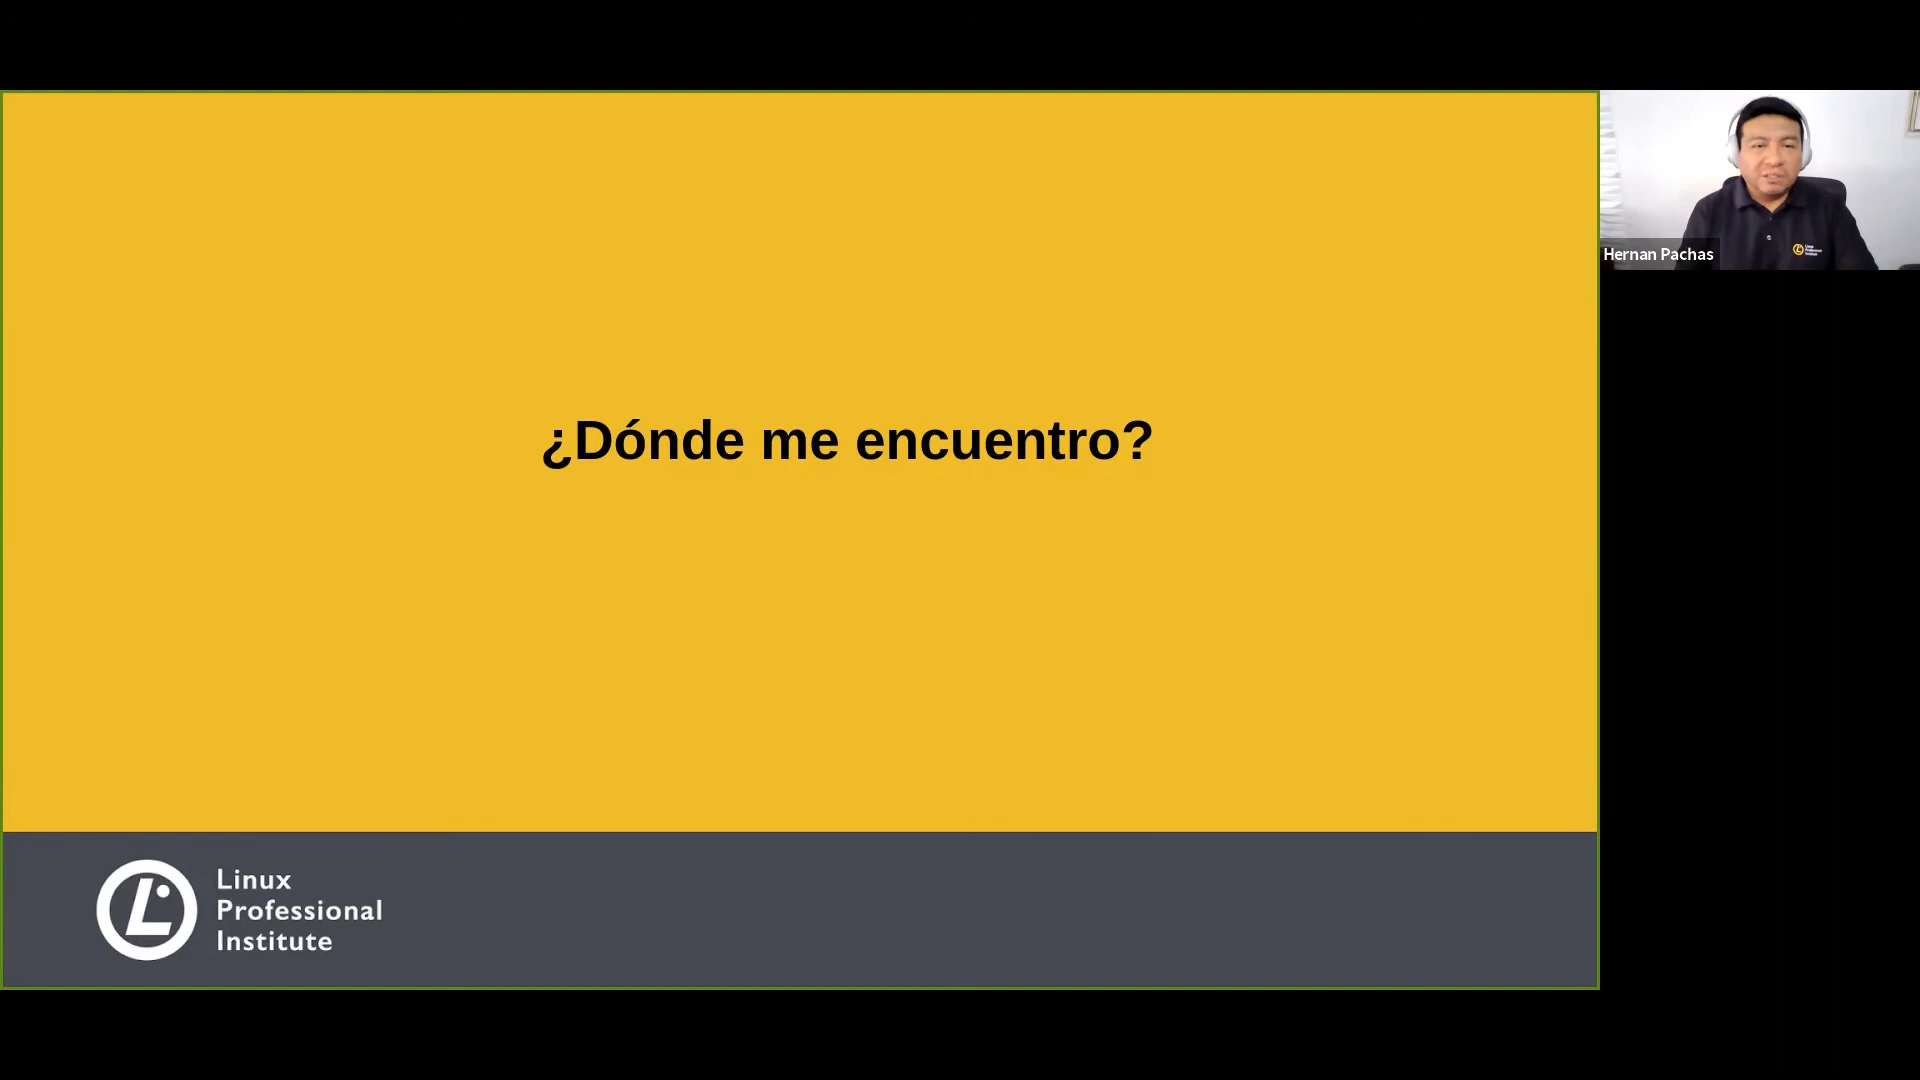 ¿Dónde me encuentro?
Hernan Pachas
Linux
Professional
Institute